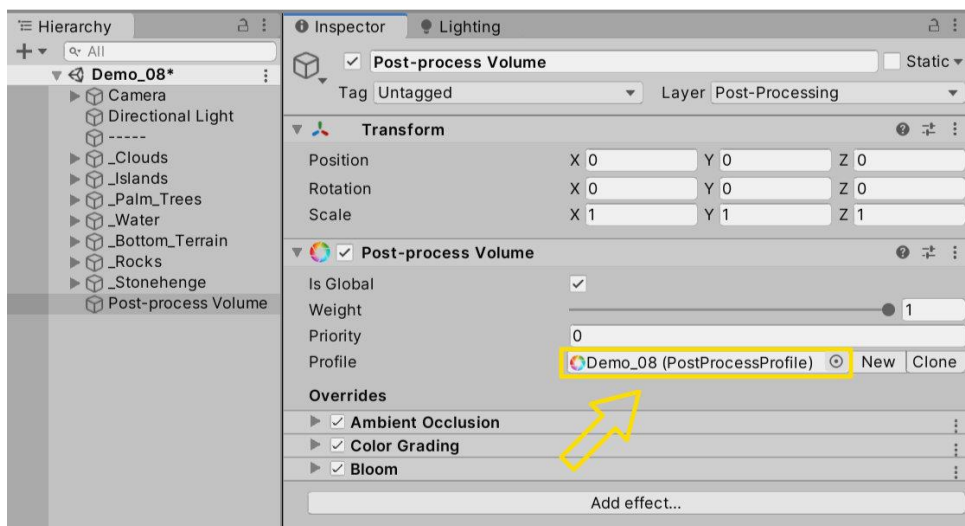 Hierarchy
All
Demo_08*
Camera
Directional Light
-----
_Clouds
_Islands
_Palm_Trees
_Water
_Bottom_Terrain
_Rocks
_Stonehenge
Post-process Volume
Inspector
Lighting
Post-process Volume
Static
Tag Untagged Layer Post-Processing
Transform
Position X 0 Y 0 Z 0
Rotation X 0 Y 0 Z 0
Scale X 1 Y 1 Z 1
Post-process Volume
Is Global
Weight 1
Priority 0
Profile Demo_08 (PostProcessProfile) New Clone
Overrides
Ambient Occlusion
Color Grading
Bloom
Add effect...